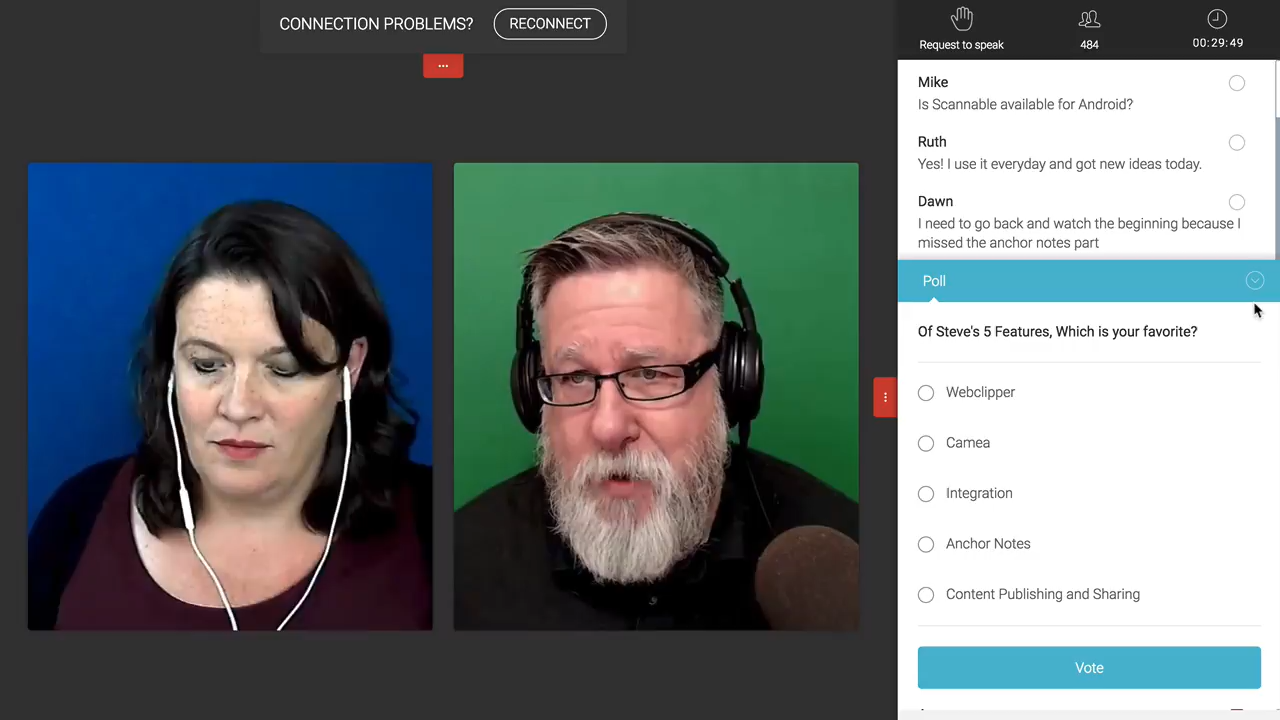 CONNECTION PROBLEMS?
RECONNECT
Request to speak
484
00:29:49
Mike
Is Scannable available for Android?
Ruth
Yes! I use it everyday and got new ideas today.
Dawn
I need to go back and watch the beginning because I
missed the anchor notes part
Poll
Of Steve's 5 Features, Which is your favorite?
Webclipper
Camea
Integration
Anchor Notes
Content Publishing and Sharing
Vote